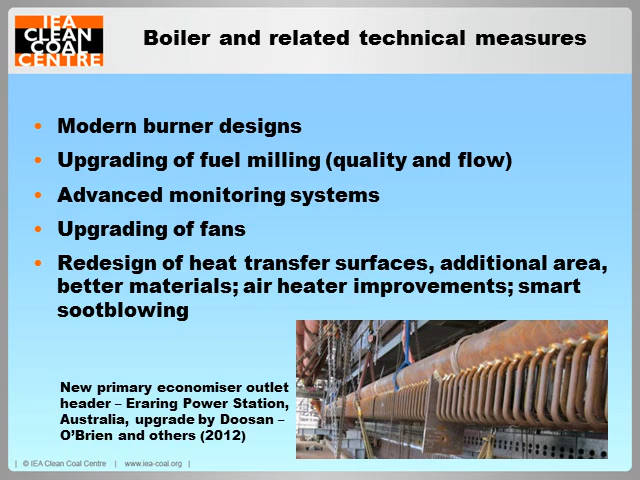 IEA
CLEAN
COAL
CENTRE
Boiler and related technical measures
• Modern burner designs
• Upgrading of fuel milling (quality and flow)
• Advanced monitoring systems
• Upgrading of fans
• Redesign of heat transfer surfaces, additional area,
better materials; air heater improvements; smart
sootblowing
New primary economiser outlet
header – Eraring Power Station,
Australia, upgrade by Doosan –
O’Brien and others (2012)
| © IEA Clean Coal Centre | www.iea-coal.org |